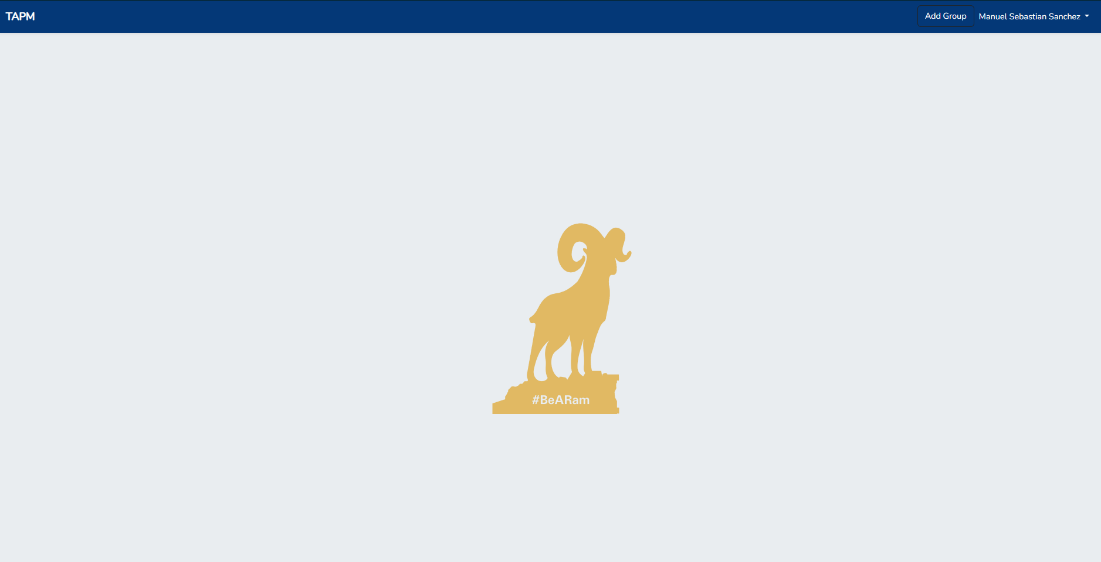 TAPM
Add Group
Manuel Sebastian Sanchez
#BeARam